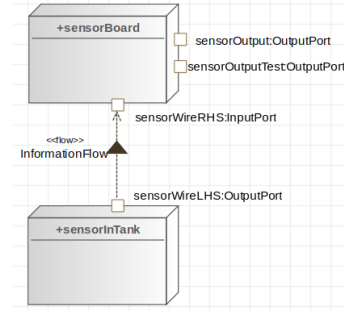 +sensorBoard
sensorOutput:OutputPort
sensorOutputTest:OutputPort
sensorWireRHS:InputPort
<<flow>>
InformationFlow
sensorWireLHS:OutputPort
+sensorInTank